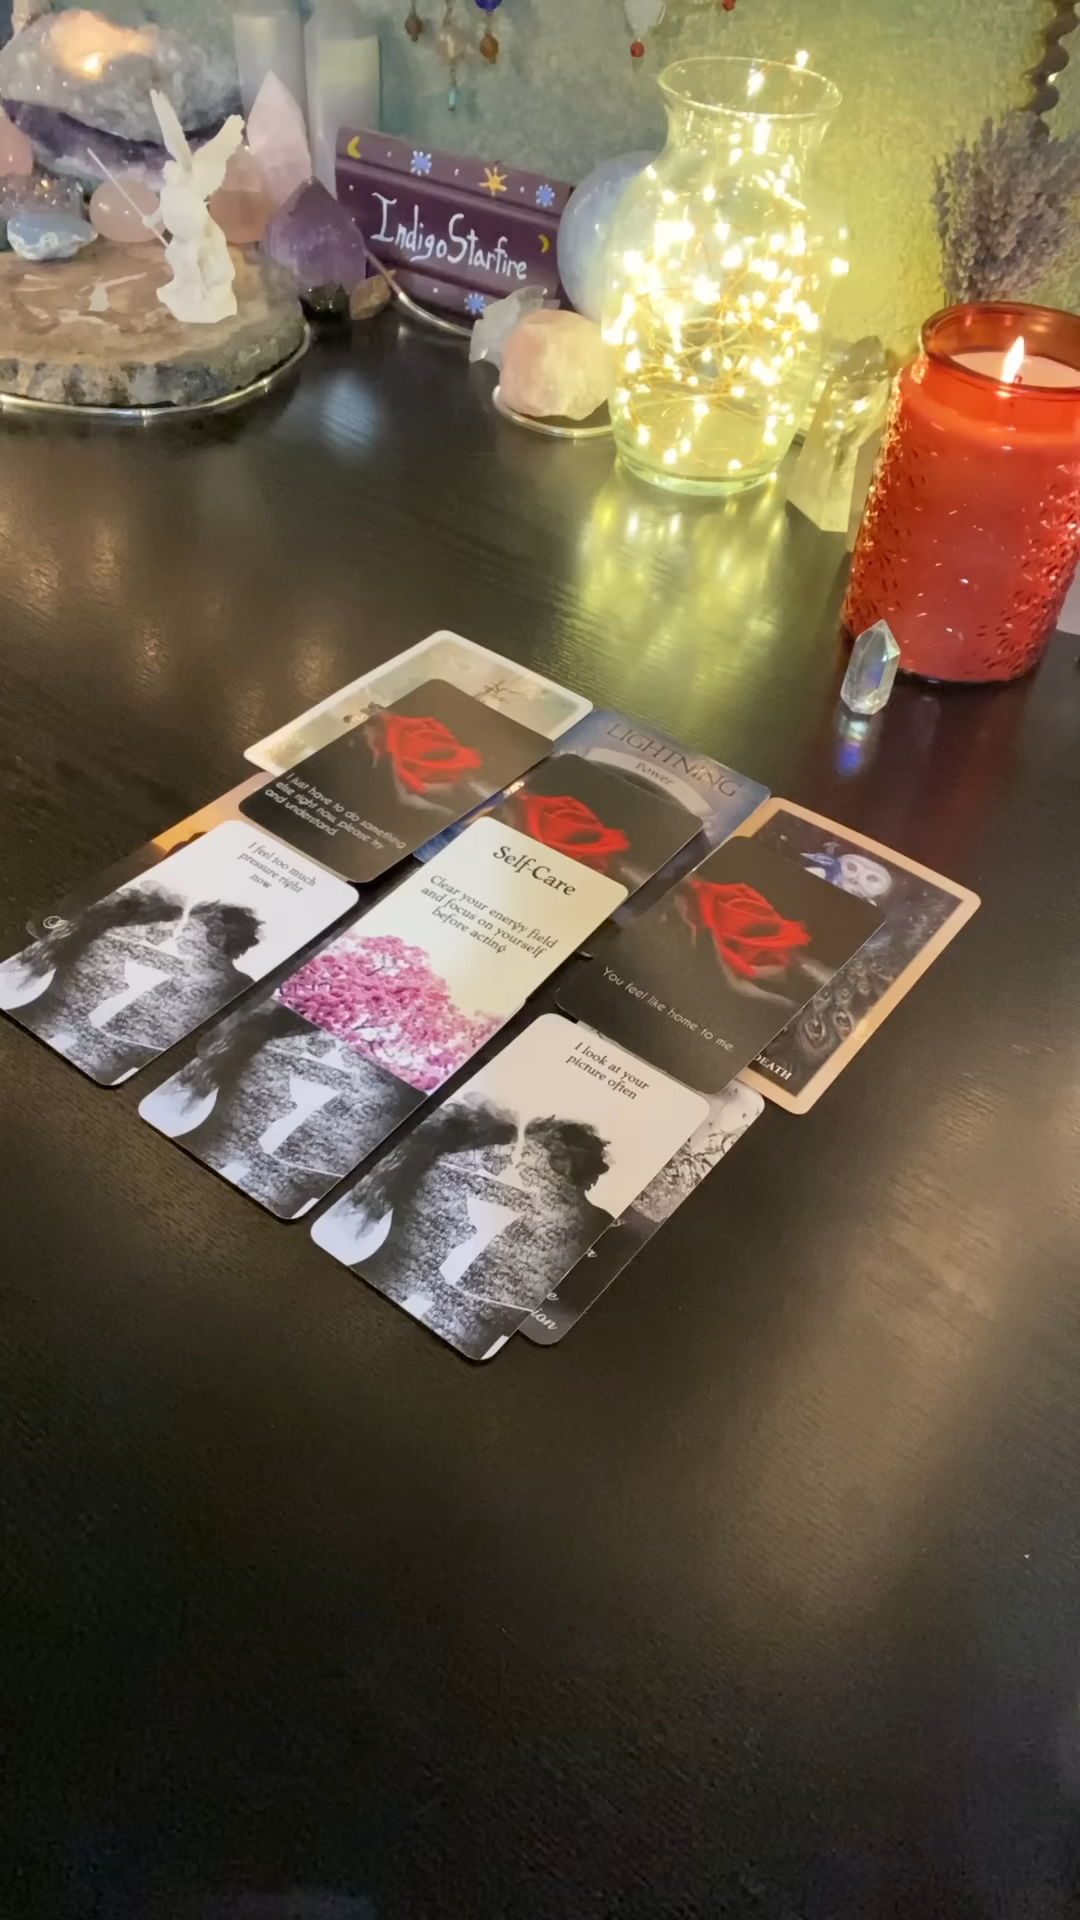 IndigoStarfire
LIGHTNING
Power
I just have to do something
else right now, please try
and understand.
I feel too much
pressure right
now
Self-Care
Clear your energy field
and focus on yourself
before acting
You feel like home to me
DEATH
I look at your
picture often